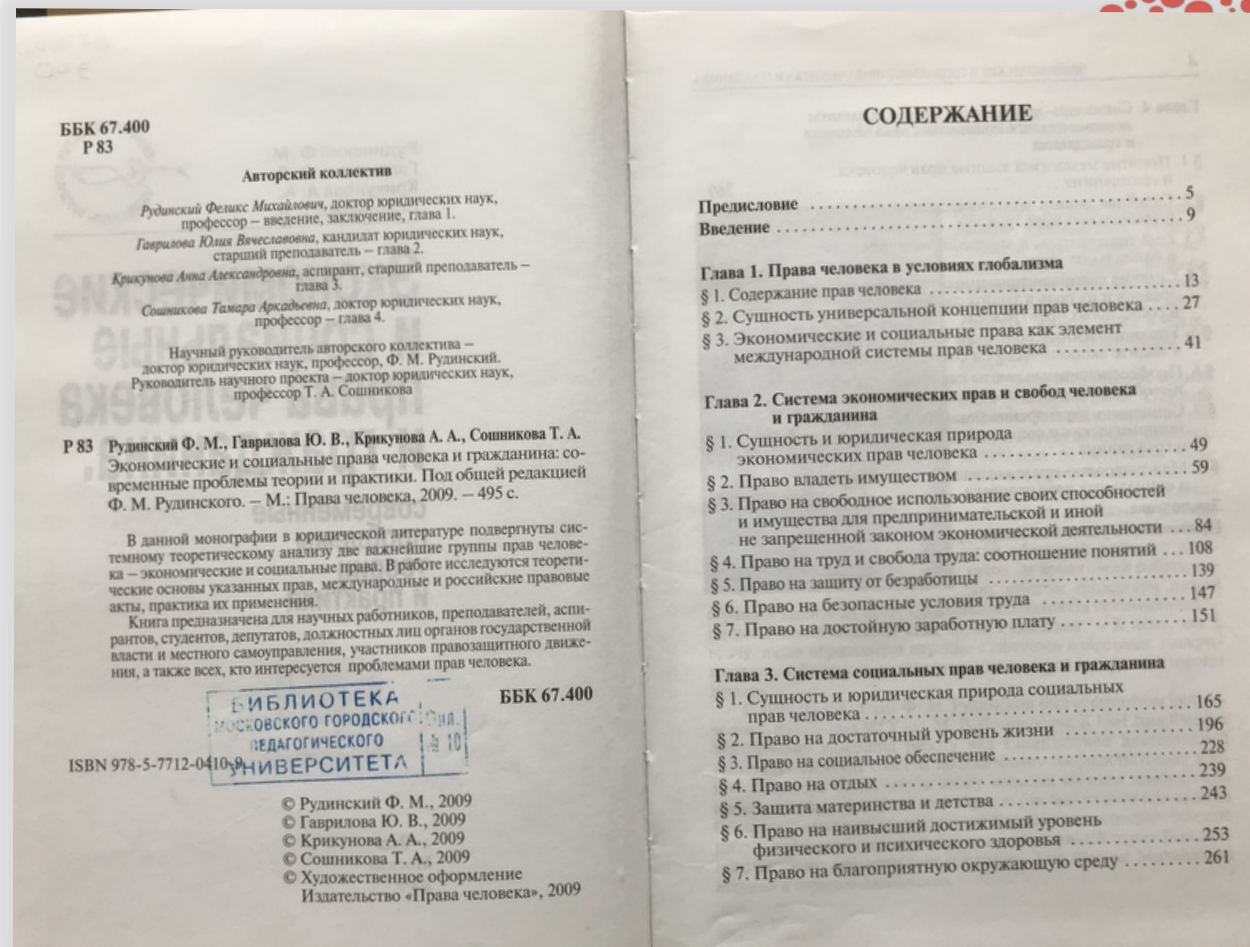 ББК 67.400
Р 83
Авторский коллектив
Рудинский Феликс Михайлович, доктор юридических наук,
профессор – введение, заключение, глава 1.
Гаврилова Юлия Вячеславовна, кандидат юридических наук,
старший преподаватель – глава 2.
Крикунова Анна Александровна, аспирант, старший преподаватель –
глава 3.
Сошникова Тамара Аркадьевна, доктор юридических наук,
профессор – глава 4.
Научный руководитель авторского коллектива –
доктор юридических наук, профессор, Ф. М. Рудинский.
Руководитель научного проекта – доктор юридических наук,
профессор Т. А. Сошникова
Р 83 Рудинский Ф. М., Гаврилова Ю. В., Крикунова А. А., Сошникова Т. А.
Экономические и социальные права человека и гражданина: со-
временные проблемы теории и практики. Под общей редакцией
Ф. М. Рудинского. – М.: Права человека, 2009. – 495 с.
В данной монографии в юридической литературе подвергнуты сис-
темному теоретическому анализу две важнейшие группы прав челове-
ка – экономические и социальные права. В работе исследуются теорети-
ческие основы указанных прав, международные и российские правовые
акты, практика их применения.
Книга предназначена для научных работников, преподавателей, аспи-
рантов, студентов, депутатов, должностных лиц органов государственной
власти и местного самоуправления, участников правозащитного движе-
ния, а также всех, кто интересуется проблемами прав человека.
ББК 67.400
БИБЛИОТЕКА
МОСКОВСКОГО ГОРОДСКОГО
ПЕДАГОГИЧЕСКОГО
УНИВЕРСИТЕТА
№ 10
ISBN 978-5-7712-0410-9
© Рудинский Ф. М., 2009
© Гаврилова Ю. В., 2009
© Крикунова А. А., 2009
© Сошникова Т. А., 2009
© Художественное оформление
Издательство «Права человека», 2009
СОДЕРЖАНИЕ
Предисловие .......... 5
Введение .......... 9
Глава 1. Права человека в условиях глобализма
§ 1. Содержание прав человека .......... 13
§ 2. Сущность универсальной концепции прав человека .... 27
§ 3. Экономические и социальные права как элемент
международной системы прав человека .......... 41
Глава 2. Система экономических прав и свобод человека
и гражданина
§ 1. Сущность и юридическая природа
экономических прав человека .......... 49
§ 2. Право владеть имуществом .......... 59
§ 3. Право на свободное использование своих способностей
и имущества для предпринимательской и иной
не запрещенной законом экономической деятельности ... 84
§ 4. Право на труд и свобода труда: соотношение понятий ... 108
§ 5. Право на защиту от безработицы .......... 139
§ 6. Право на безопасные условия труда .......... 147
§ 7. Право на достойную заработную плату .......... 151
Глава 3. Система социальных прав человека и гражданина
§ 1. Сущность и юридическая природа социальных
прав человека .......... 165
§ 2. Право на достаточный уровень жизни .......... 196
§ 3. Право на социальное обеспечение .......... 228
§ 4. Право на отдых .......... 239
§ 5. Защита материнства и детства .......... 243
§ 6. Право на наивысший достижимый уровень
физического и психического здоровья .......... 253
§ 7. Право на благоприятную окружающую среду .......... 261